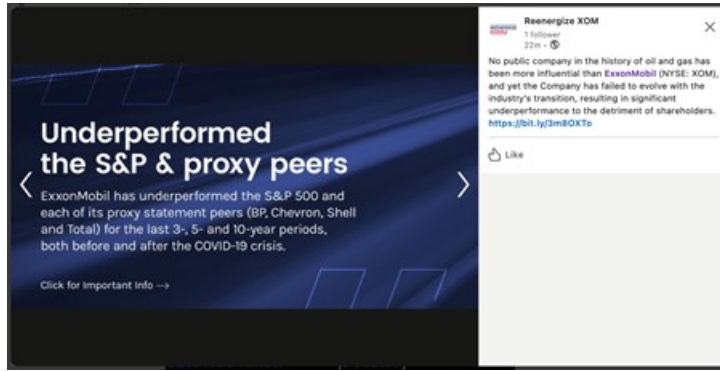 Underperformed
the S&P & proxy peers
ExxonMobil has underperformed the S&P 500 and
each of its proxy statement peers (BP, Chevron, Shell
and Total) for the last 3-, 5- and 10-year periods,
both before and after the COVID-19 crisis.
Click for Important Info →
Reenergize XOM
1 follower
22m •
No public company in the history of oil and gas has
been more influential than ExxonMobil (NYSE: XOM),
and yet the Company has failed to evolve with the
industry's transition, resulting in significant
underperformance to the detriment of shareholders.
https://bit.ly/3m8OXTo
Like